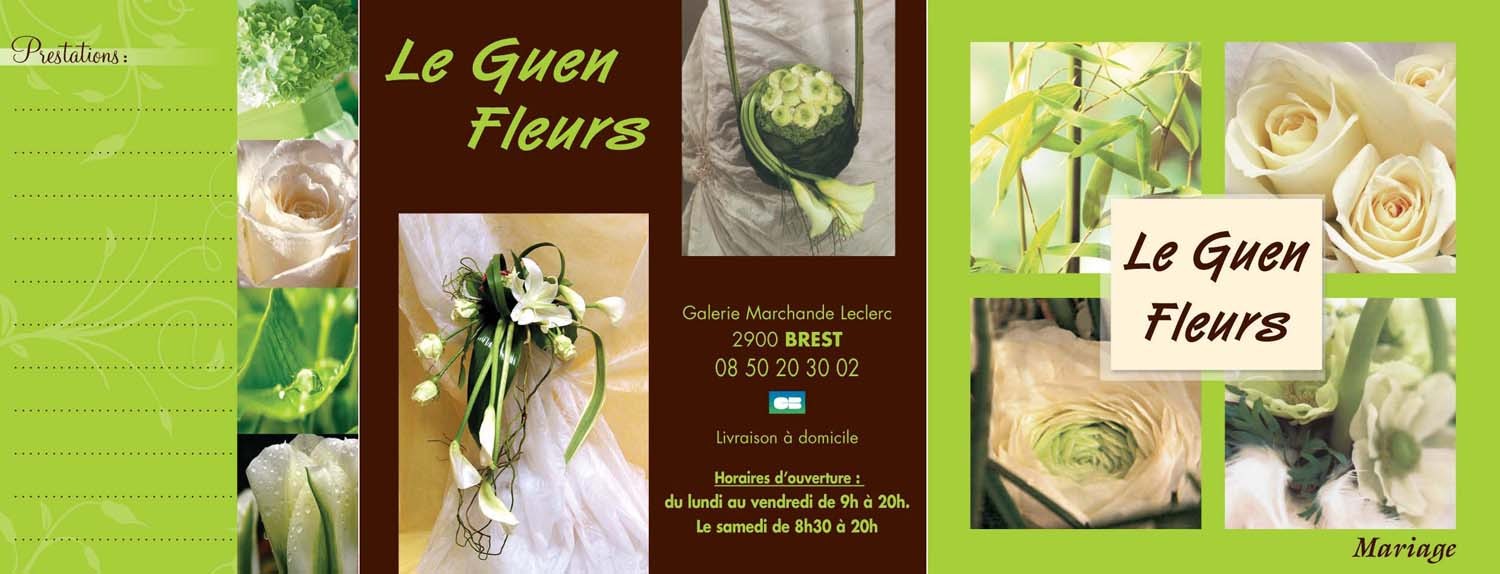 Prestations :
Le Guen
Fleurs
Galerie Marchande Leclerc
2900 BREST
08 50 20 30 02
CB
Livraison à domicile
Horaires d'ouverture :
du lundi au vendredi de 9h à 20h.
Le samedi de 8h30 à 20h
Le Guen
Fleurs
Mariage